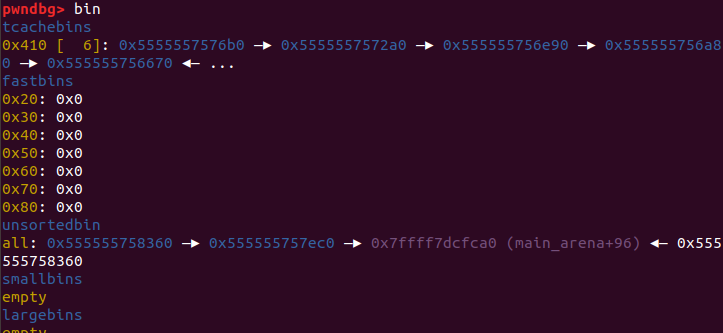 pwndbg> bin
tcachebins
0x410 [  6]: 0x5555557576b0 —▸ 0x5555557572a0 —▸ 0x555555756e90 —▸ 0x555555756a8
0 —▸ 0x555555756670 ◂— ...
fastbins
0x20: 0x0
0x30: 0x0
0x40: 0x0
0x50: 0x0
0x60: 0x0
0x70: 0x0
0x80: 0x0
unsortedbin
all: 0x555555758360 —▸ 0x555555757ec0 —▸ 0x7ffff7dcfca0 (main_arena+96) ◂— 0x555
555758360
smallbins
empty
largebins
empty